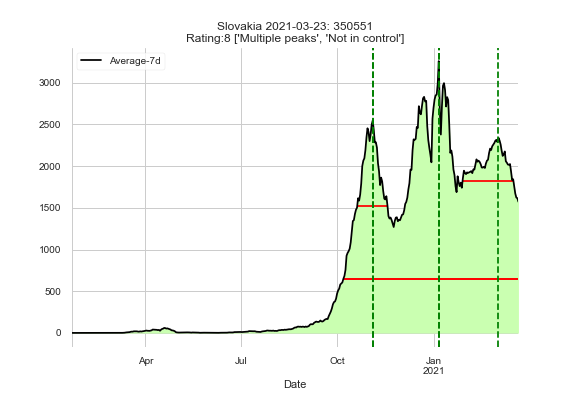 Slovakia 2021-03-23: 350551
Rating:8 ['Multiple peaks', 'Not in control']
Average-7d
3000
2500
2000
1500
1000
500
0
Apr
Jul
Oct
Jan
2021
Date